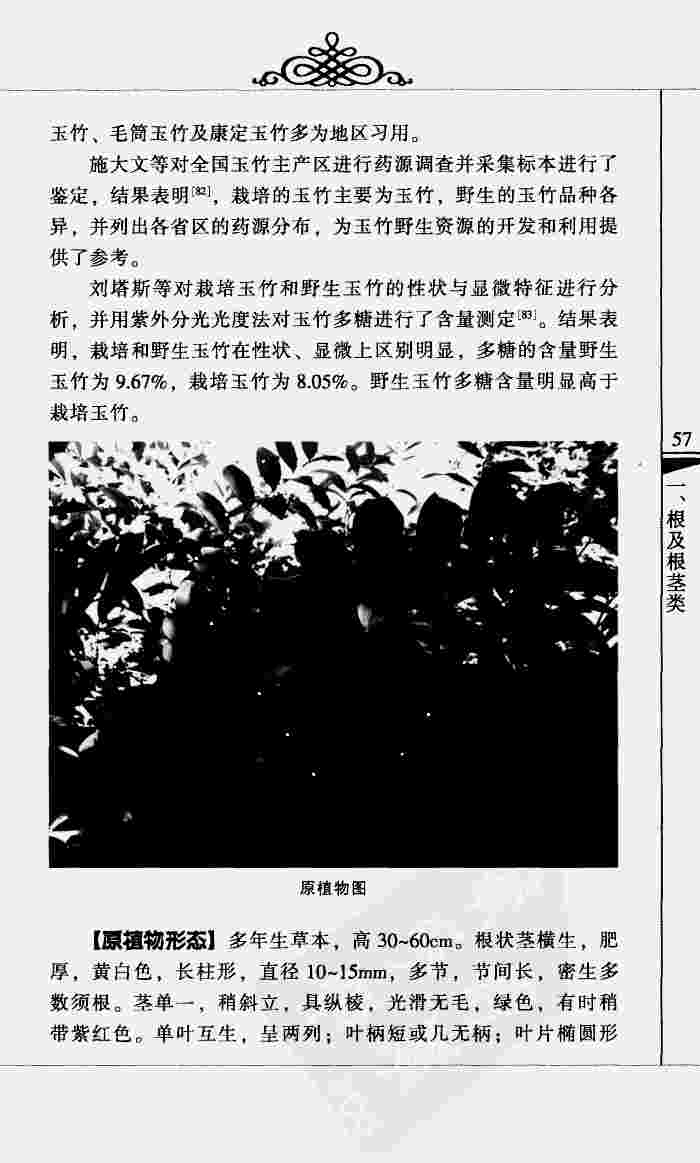 玉竹、毛筒玉竹及康定玉竹多为地区习用。
施大文等对全国玉竹主产区进行药源调查并采集标本进行了
鉴定，结果表明[82]，栽培的玉竹主要为玉竹，野生的玉竹品种各
异，并列出各省区的药源分布，为玉竹野生资源的开发和利用提
供了参考。
刘塔斯等对栽培玉竹和野生玉竹的性状与显微特征进行分
析，并用紫外分光光度法对玉竹多糖进行了含量测定[83]。结果表
明，栽培和野生玉竹在性状、显微上区别明显，多糖的含量野生
玉竹为 9.67%，栽培玉竹为 8.05%。野生玉竹多糖含量明显高于
栽培玉竹。
57
一、根及根茎类
原植物图
【原植物形态】 多年生草本，高 30~60cm。根状茎横生，肥
厚，黄白色，长柱形，直径 10~15mm，多节，节间长，密生多
数须根。茎单一，稍斜立，具纵棱，光滑无毛，绿色，有时稍
带紫红色。单叶互生，呈两列；叶柄短或几无柄；叶片椭圆形